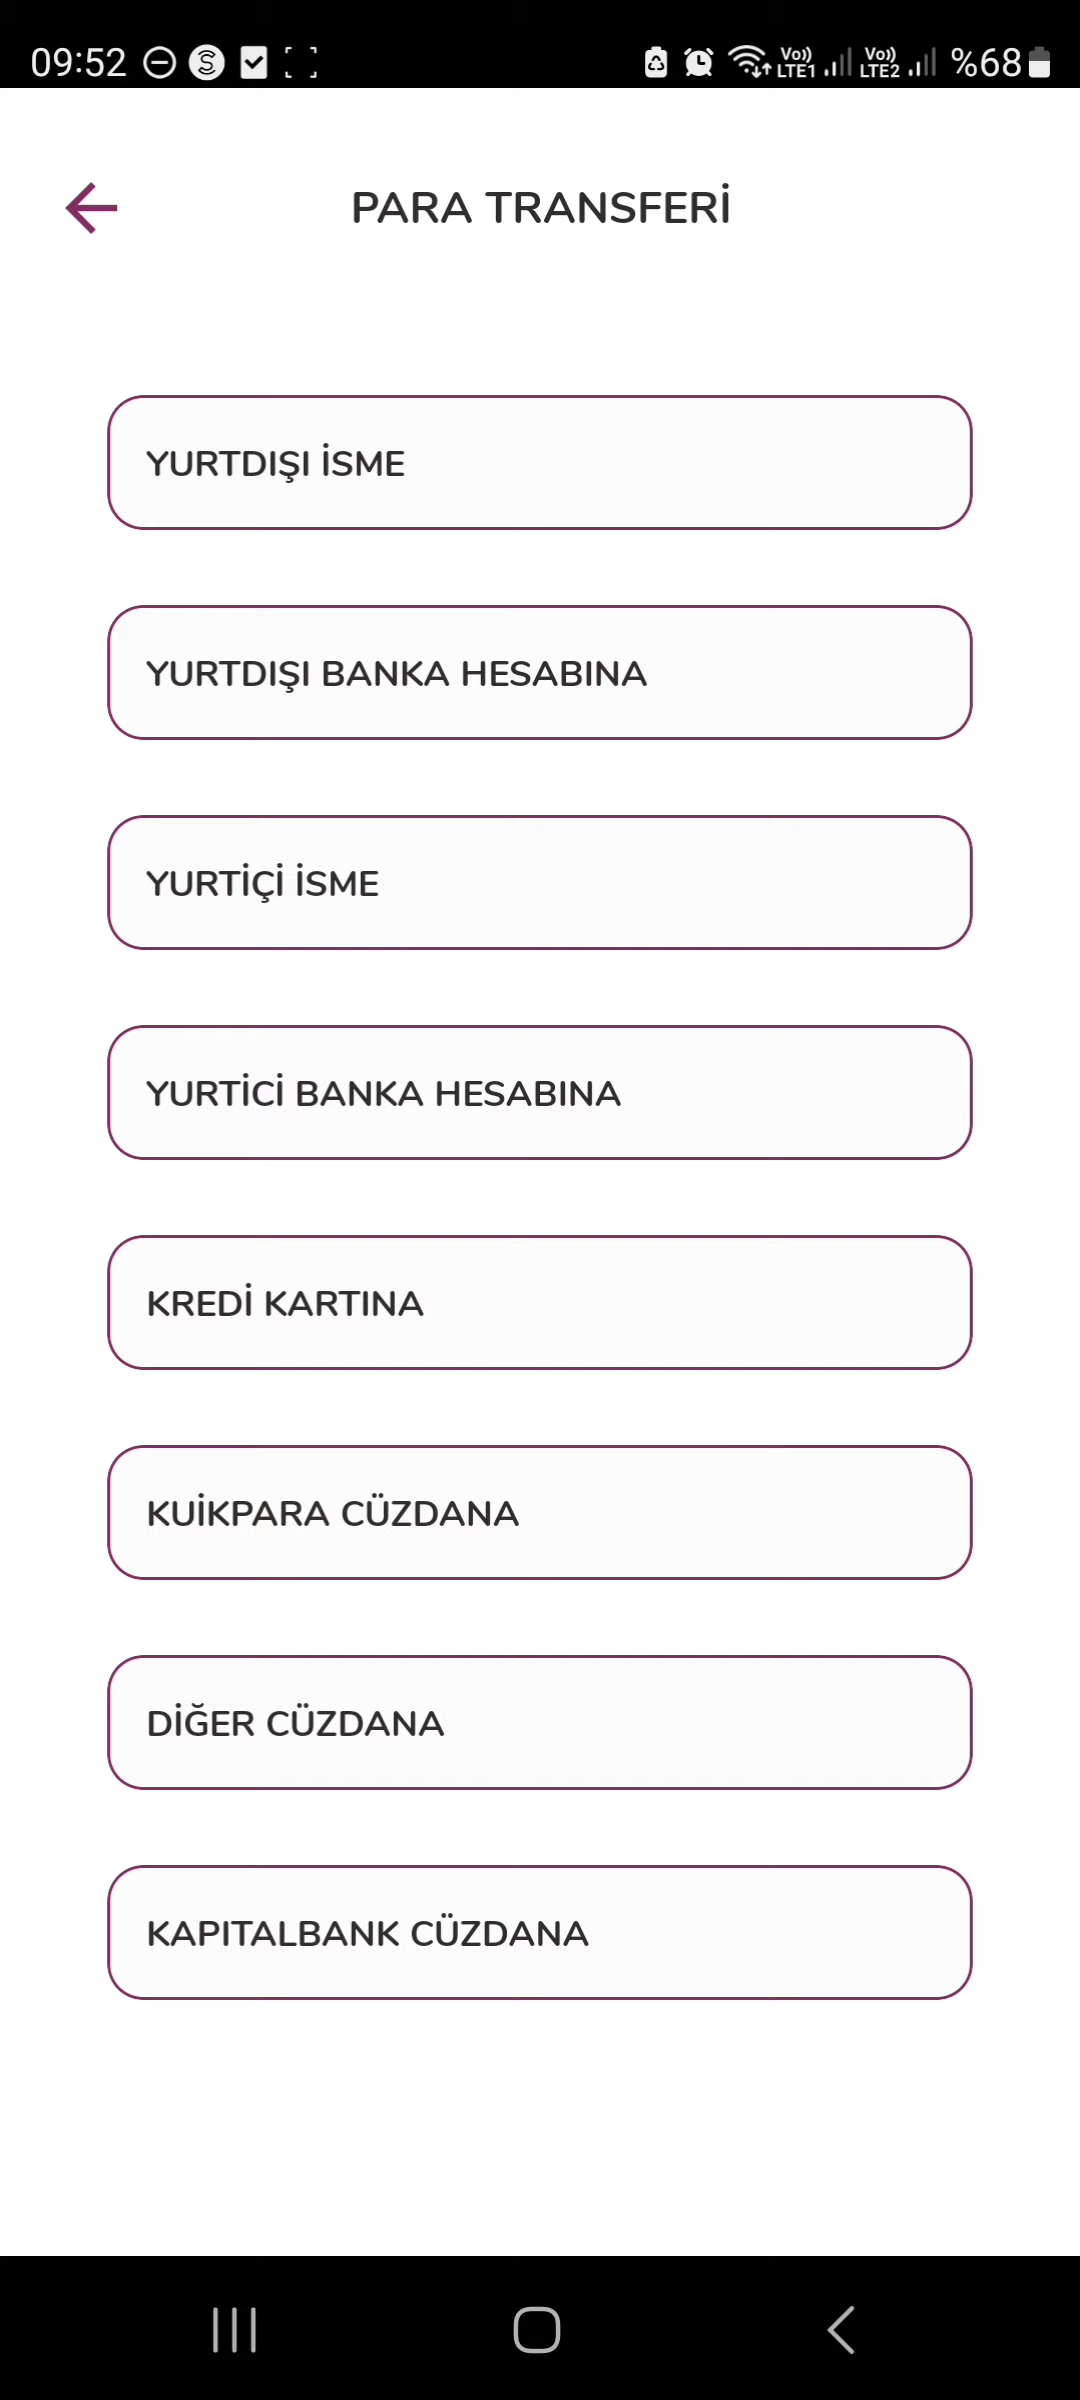 09:52 Vo)) LTE1 Vo)) LTE2 %68
PARA TRANSFERİ
YURTDIŞI İSME
YURTDIŞI BANKA HESABINA
YURTİÇİ İSME
YURTİCİ BANKA HESABINA
KREDİ KARTINA
KUİKPARA CÜZDANA
DİĞER CÜZDANA
KAPITALBANK CÜZDANA